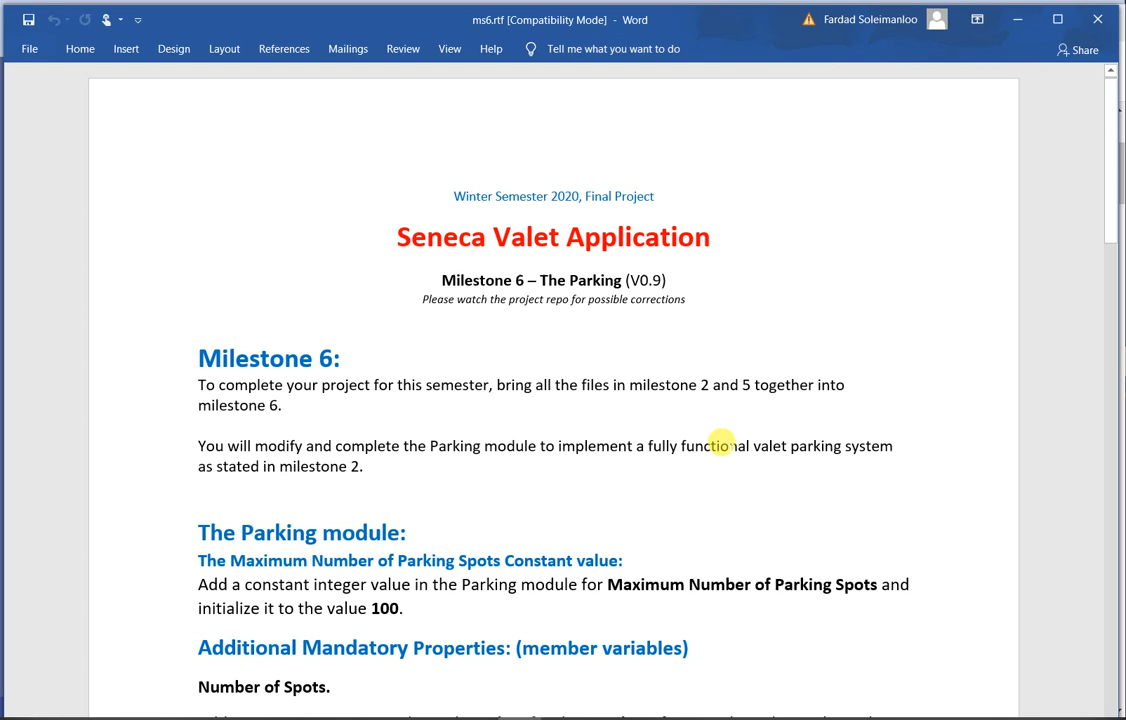 ms6.rtf [Compatibility Mode] - Word
Fardad Soleimanloo
File Home Insert Design Layout References Mailings Review View Help Tell me what you want to do Share
Winter Semester 2020, Final Project
Seneca Valet Application
Milestone 6 – The Parking (V0.9)
Please watch the project repo for possible corrections
Milestone 6:
To complete your project for this semester, bring all the files in milestone 2 and 5 together into
milestone 6.
You will modify and complete the Parking module to implement a fully functional valet parking system
as stated in milestone 2.
The Parking module:
The Maximum Number of Parking Spots Constant value:
Add a constant integer value in the Parking module for Maximum Number of Parking Spots and
initialize it to the value 100.
Additional Mandatory Properties: (member variables)
Number of Spots.